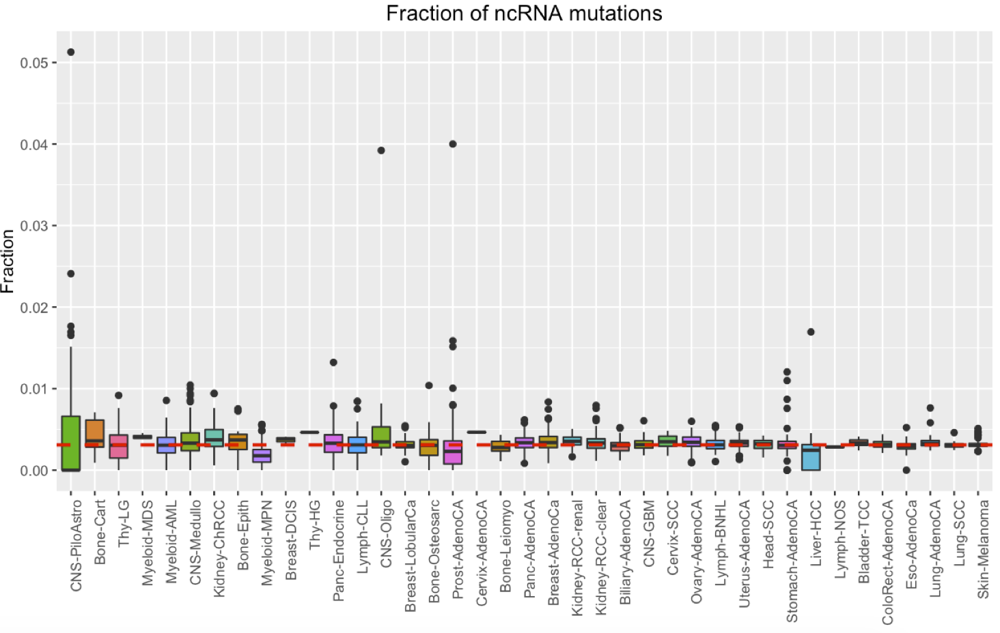 Fraction of ncRNA mutations
Fraction
0.05
0.04
0.03
0.02
0.01
0.00
CNS-PiloAstro
Bone-Cart
Thy-LG
Myeloid-MDS
Myeloid-AML
CNS-Medullo
Kidney-ChRCC
Bone-Epith
Myeloid-MPN
Breast-DCIS
Thy-HG
Panc-Endocrine
Lymph-CLL
CNS-Oligo
Breast-LobularCa
Bone-Osteosarc
Prost-AdenoCA
Cervix-AdenoCA
Bone-Leiomyo
Panc-AdenoCA
Breast-AdenoCa
Kidney-RCC-renal
Kidney-RCC-clear
Biliary-AdenoCA
CNS-GBM
Cervix-SCC
Ovary-AdenoCA
Lymph-BNHL
Uterus-AdenoCA
Head-SCC
Stomach-AdenoCA
Liver-HCC
Lymph-NOS
Bladder-TCC
ColoRect-AdenoCA
Eso-AdenoCa
Lung-AdenoCA
Lung-SCC
Skin-Melanoma